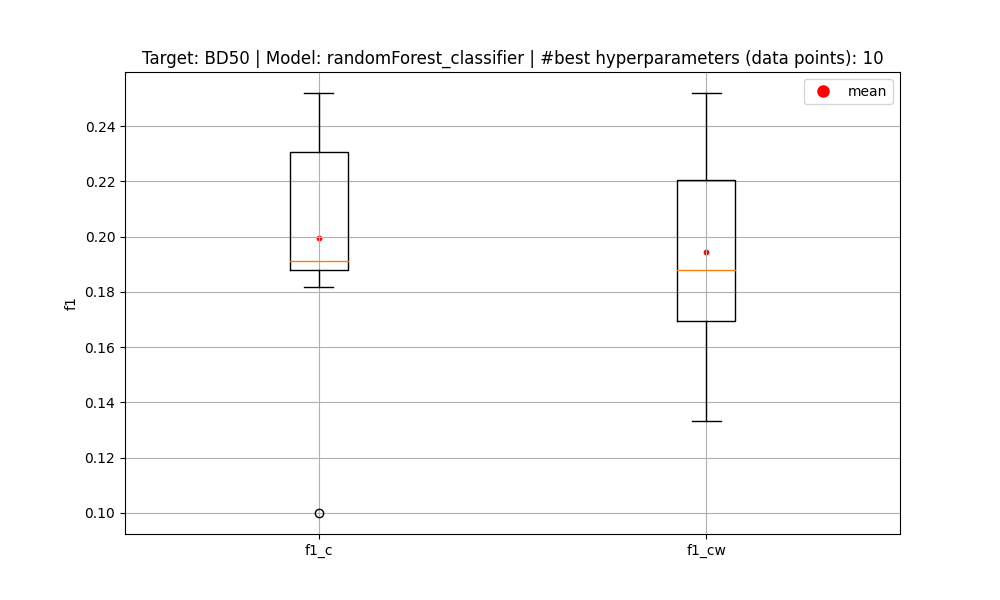 Target: BD50 | Model: randomForest_classifier | #best hyperparameters (data points): 10
mean
0.24
0.22
0.20
0.18
0.16
0.14
0.12
0.10
f1
f1_c
f1_cw